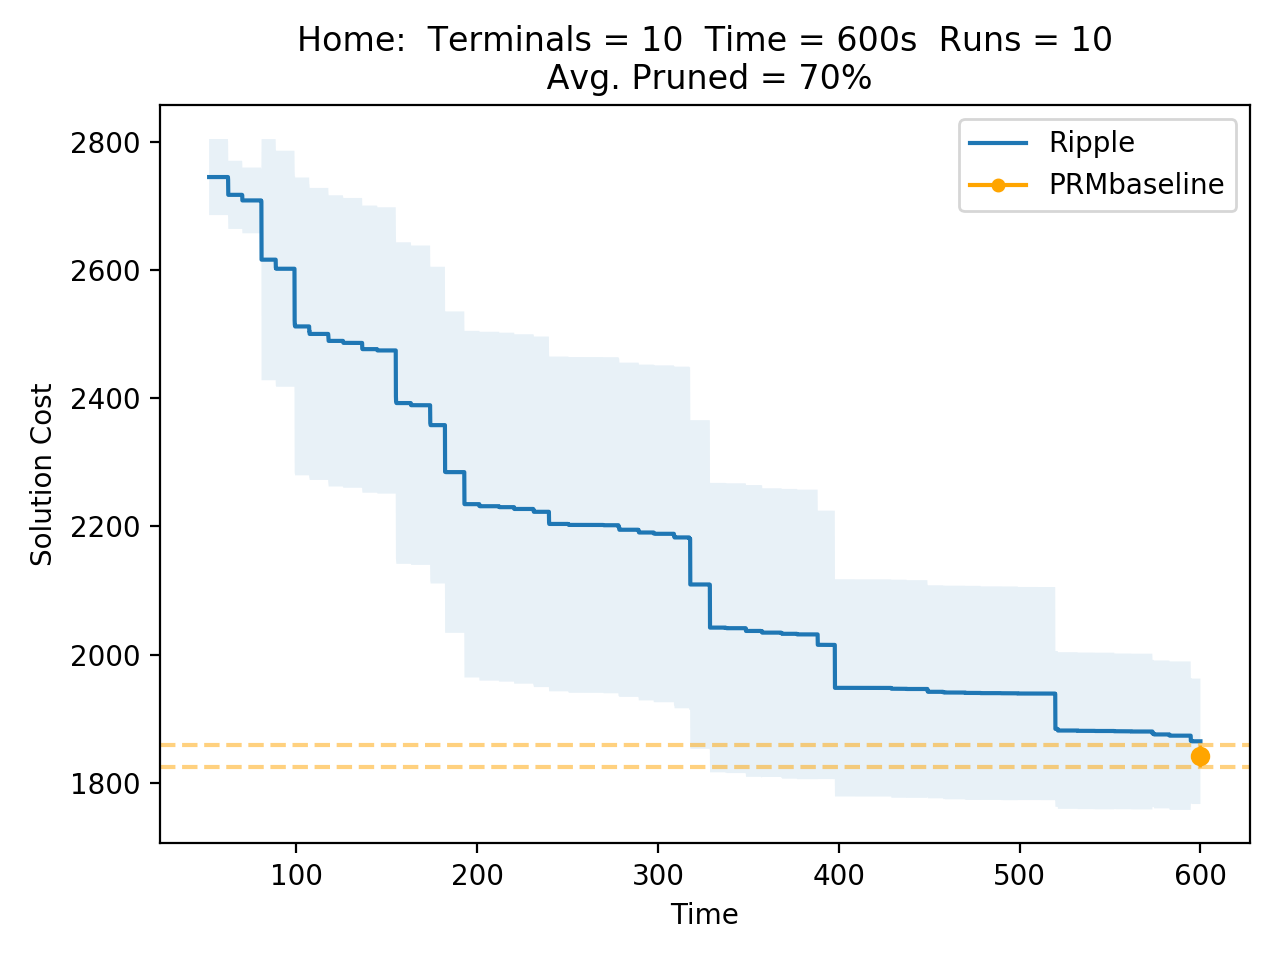 Home: Terminals = 10 Time = 600s Runs = 10
Avg. Pruned = 70%
Ripple
PRMbaseline
Solution Cost
2800
2600
2400
2200
2000
1800
100 200 300 400 500 600
Time